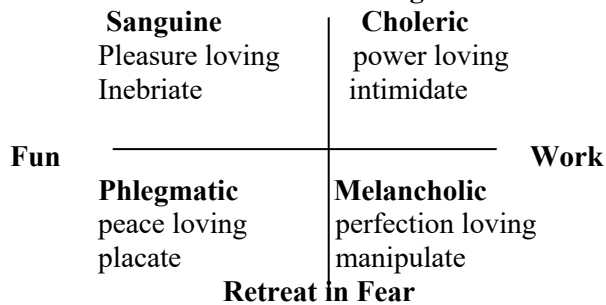 Sanguine Choleric
Pleasure loving power loving
Inebriate intimidate
Fun Work
Phlegmatic Melancholic
peace loving perfection loving
placate manipulate
Retreat in Fear